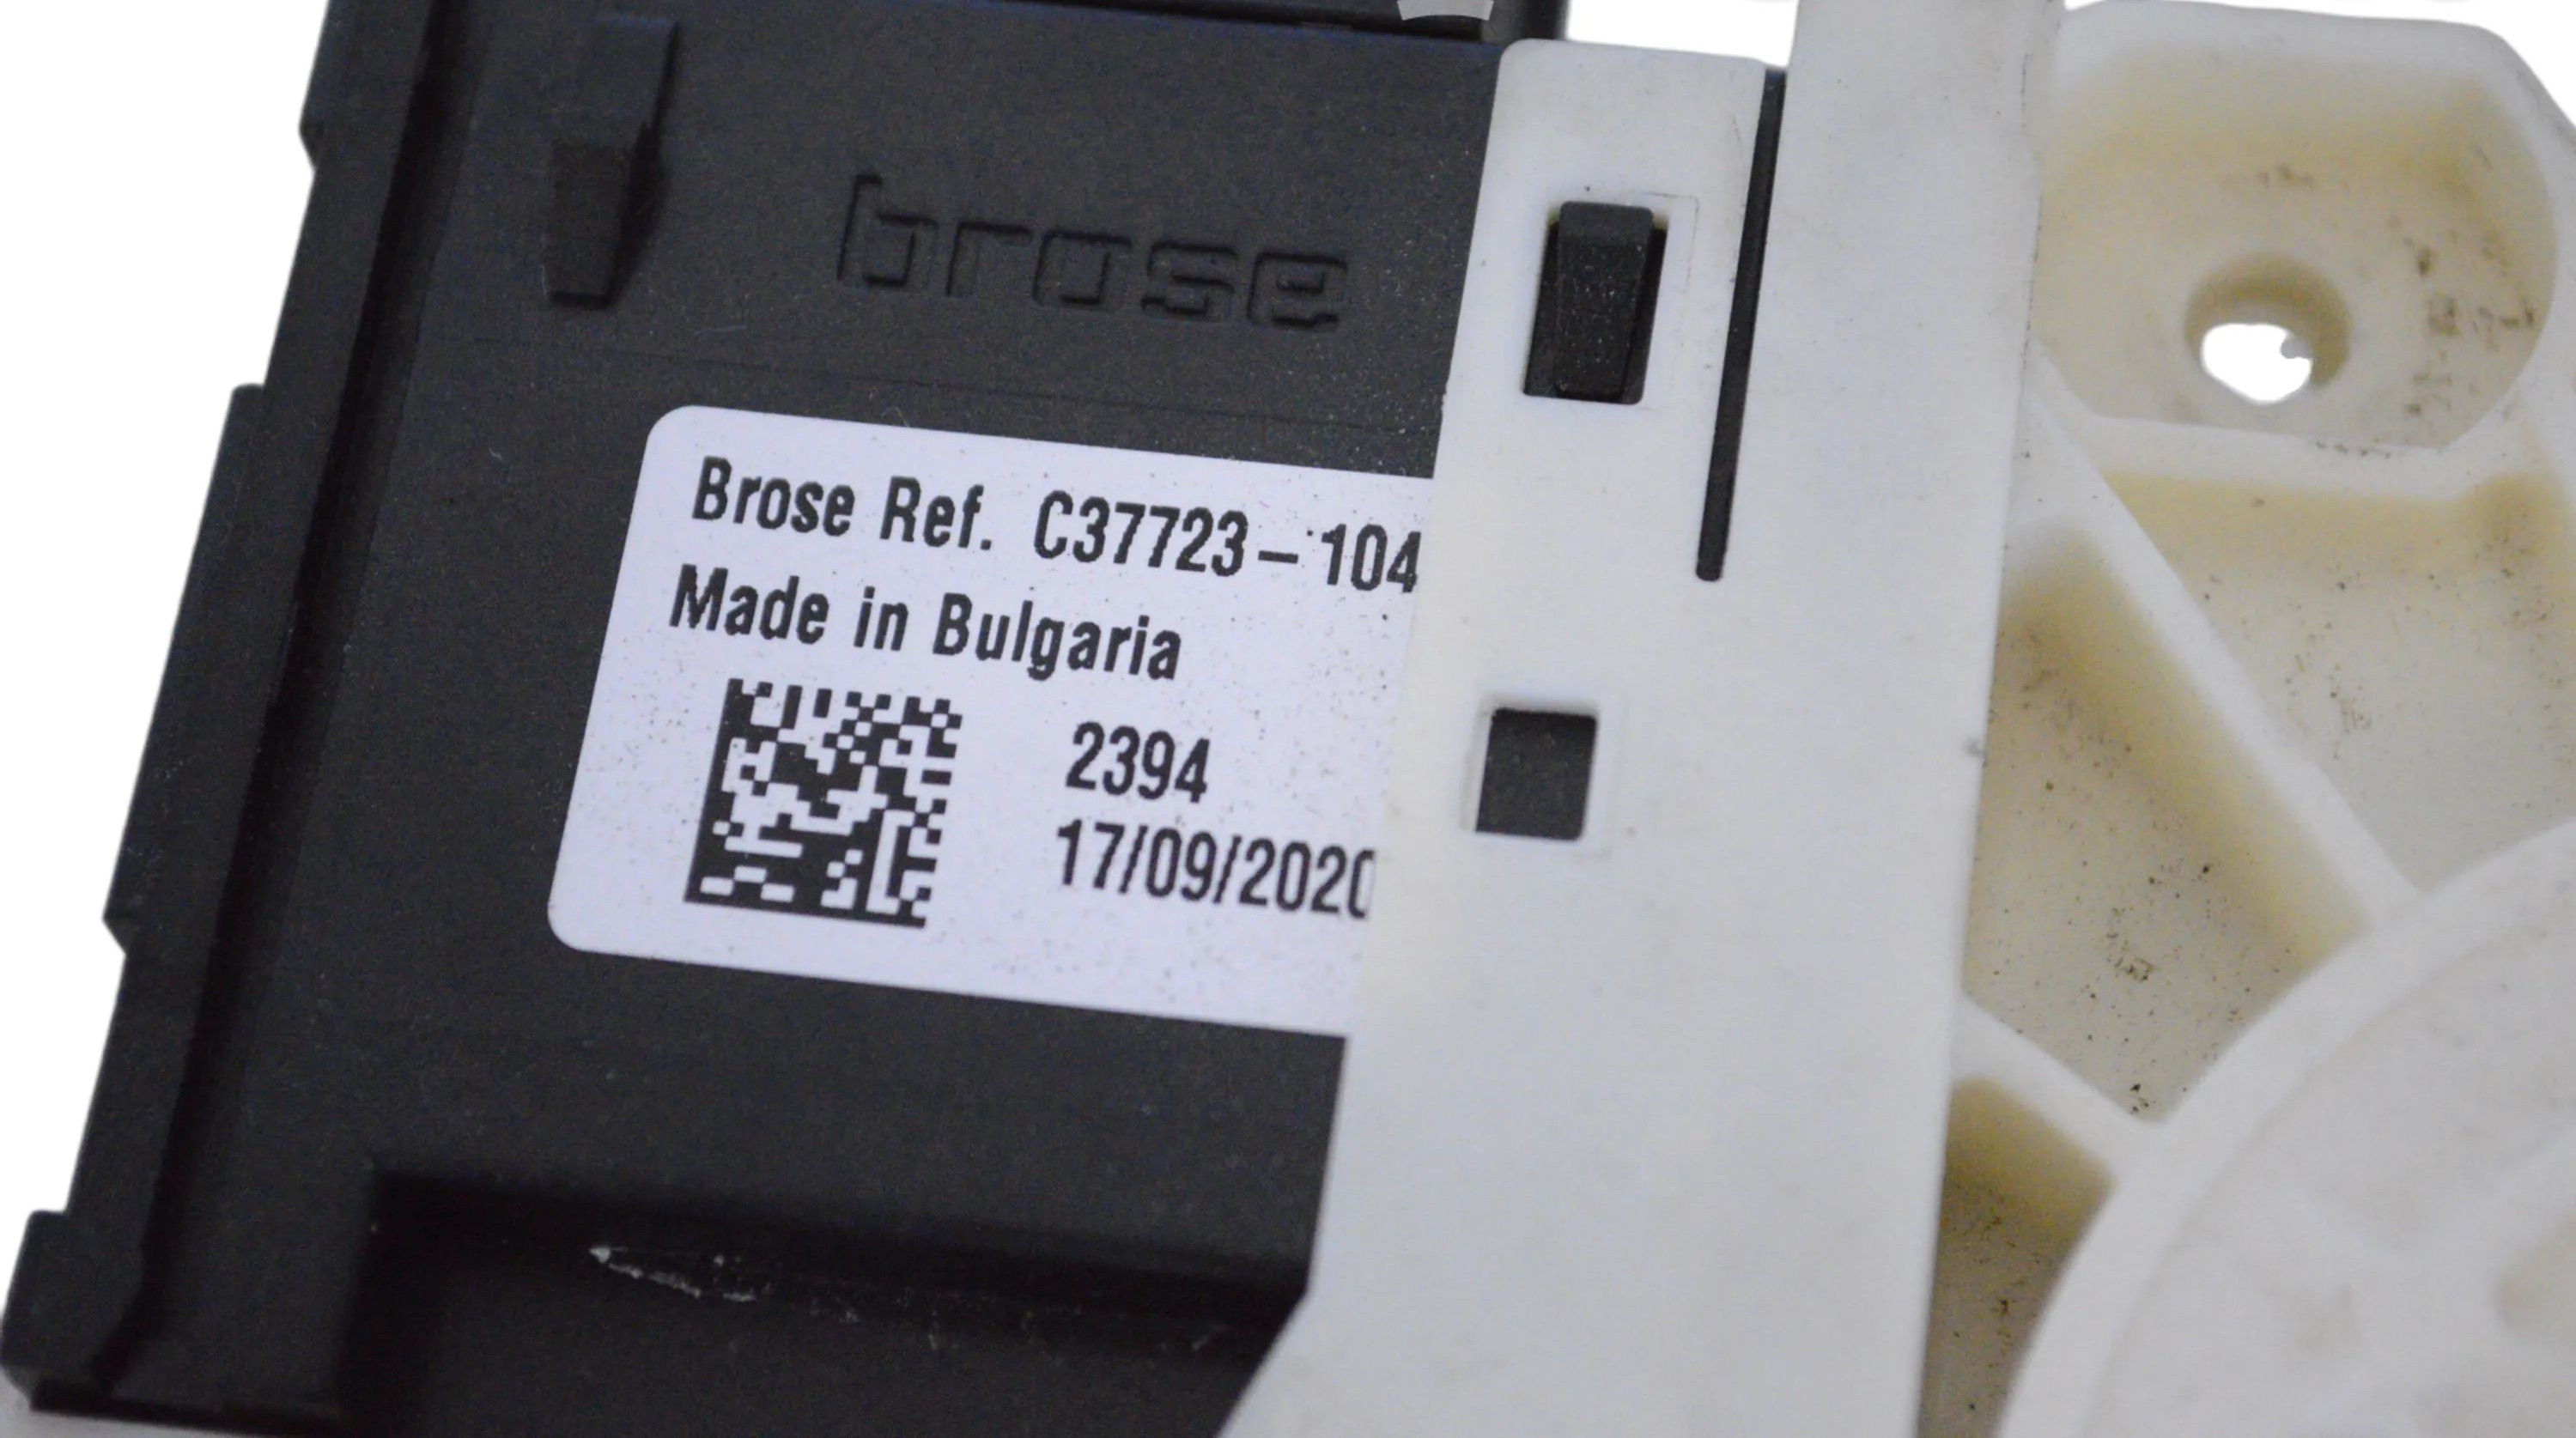 brose
Brose Ref. C37723-104
Made in Bulgaria
2394
17/09/2020